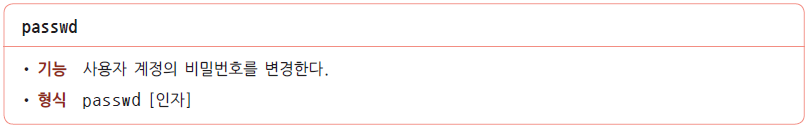 passwd
• 기능 사용자 계정의 비밀번호를 변경한다.
• 형식 passwd [인자]